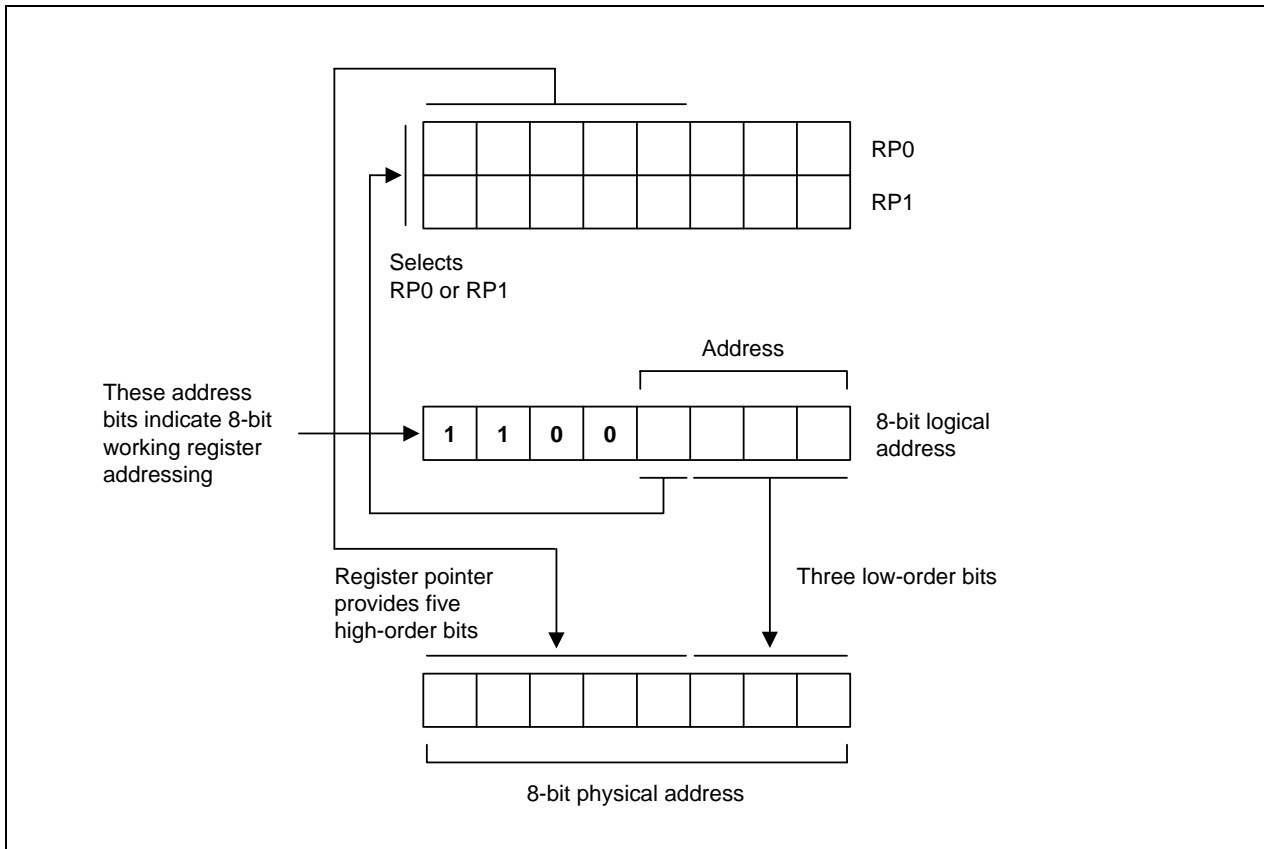 RP0
RP1
Selects
RP0 or RP1
Address
These address
bits indicate 8-bit
working register
addressing
1 1 0 0
8-bit logical
address
Register pointer
provides five
high-order bits
Three low-order bits
8-bit physical address